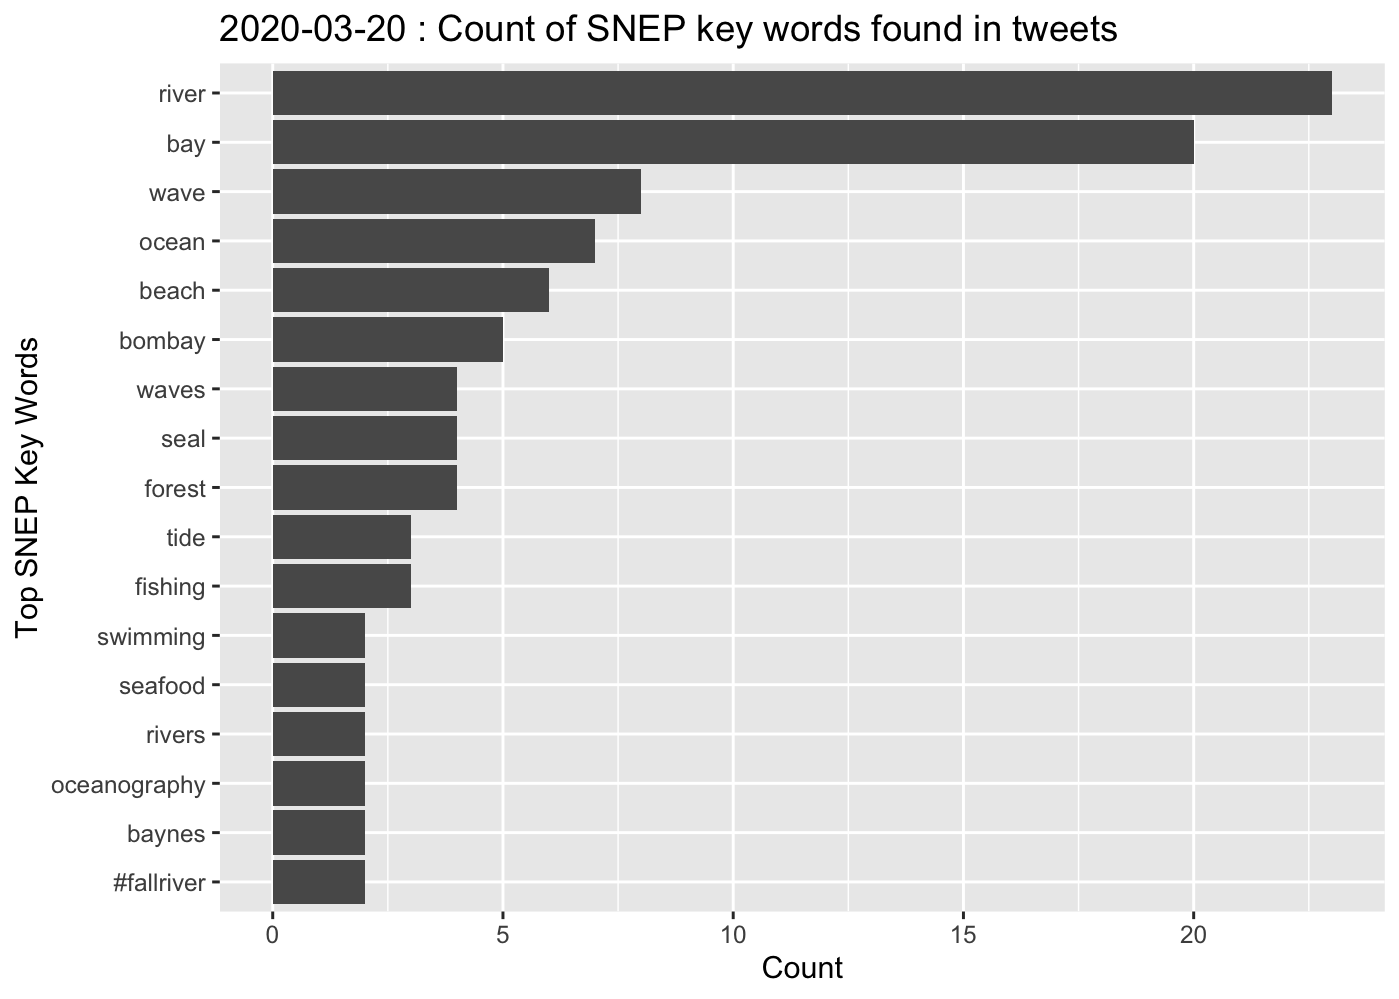 2020-03-20 : Count of SNEP key words found in tweets
Top SNEP Key Words
river
bay
wave
ocean
beach
bombay
waves
seal
forest
tide
fishing
swimming
seafood
rivers
oceanography
baynes
#fallriver
0 5 10 15 20
Count